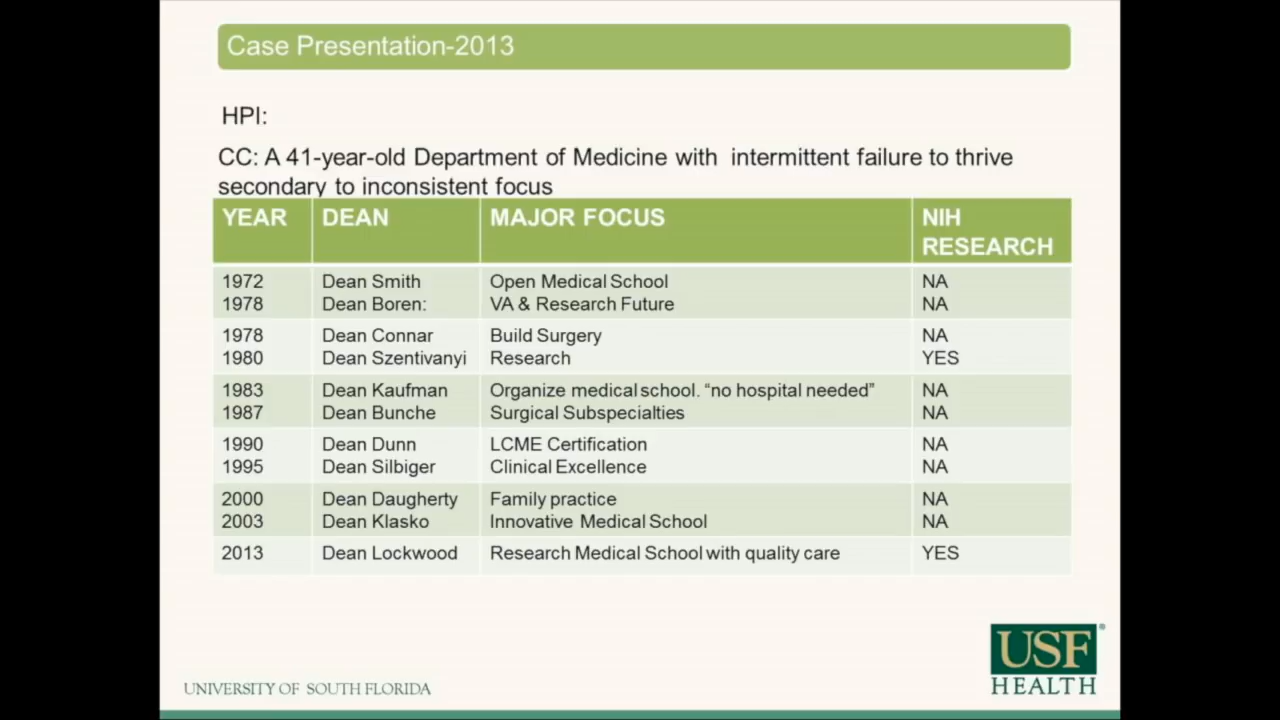 Case Presentation-2013
HPI:
CC: A 41-year-old Department of Medicine with intermittent failure to thrive
secondary to inconsistent focus
YEAR DEAN MAJOR FOCUS NIH RESEARCH
1972 Dean Smith Open Medical School NA
1978 Dean Boren: VA & Research Future NA
1978 Dean Connar Build Surgery NA
1980 Dean Szentivanyi Research YES
1983 Dean Kaufman Organize medical school. “no hospital needed” NA
1987 Dean Bunche Surgical Subspecialties NA
1990 Dean Dunn LCME Certification NA
1995 Dean Silbiger Clinical Excellence NA
2000 Dean Daugherty Family practice NA
2003 Dean Klasko Innovative Medical School NA
2013 Dean Lockwood Research Medical School with quality care YES
USF®
HEALTH
UNIVERSITY OF SOUTH FLORIDA